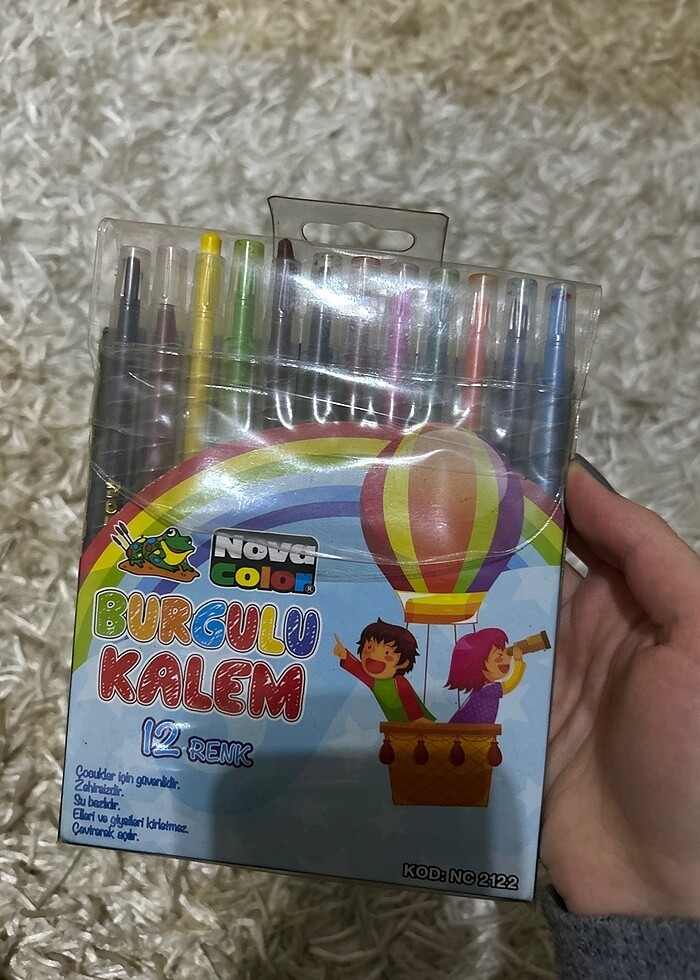 Nova
Color®
BURGULU
KALEM
12 RENK
Çocuklar için güvenlidir.
Zehirsizdir.
Su bazlıdır.
Elleri ve giysileri kirletmez.
Çevirerek açılır.
KOD: NC 2122